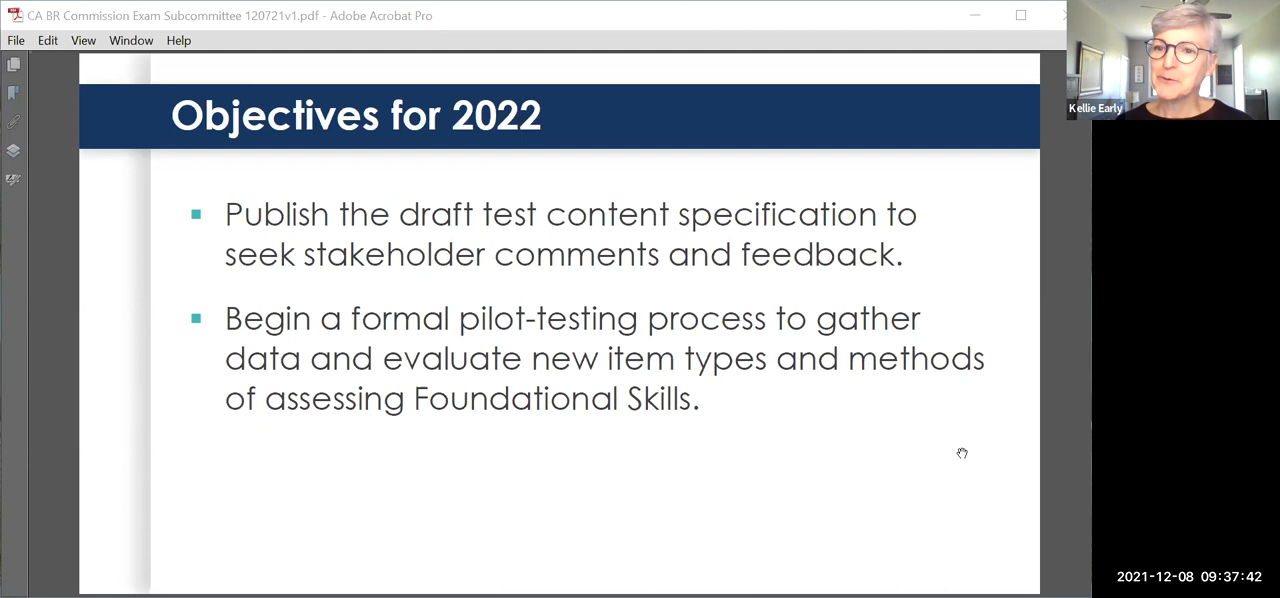 CA BR Commission Exam Subcommittee 120721v1.pdf - Adobe Acrobat Pro
File Edit View Window Help
Kellie Early
Objectives for 2022
Publish the draft test content specification to
seek stakeholder comments and feedback.
Begin a formal pilot-testing process to gather
data and evaluate new item types and methods
of assessing Foundational Skills.
2021-12-08 09:37:42